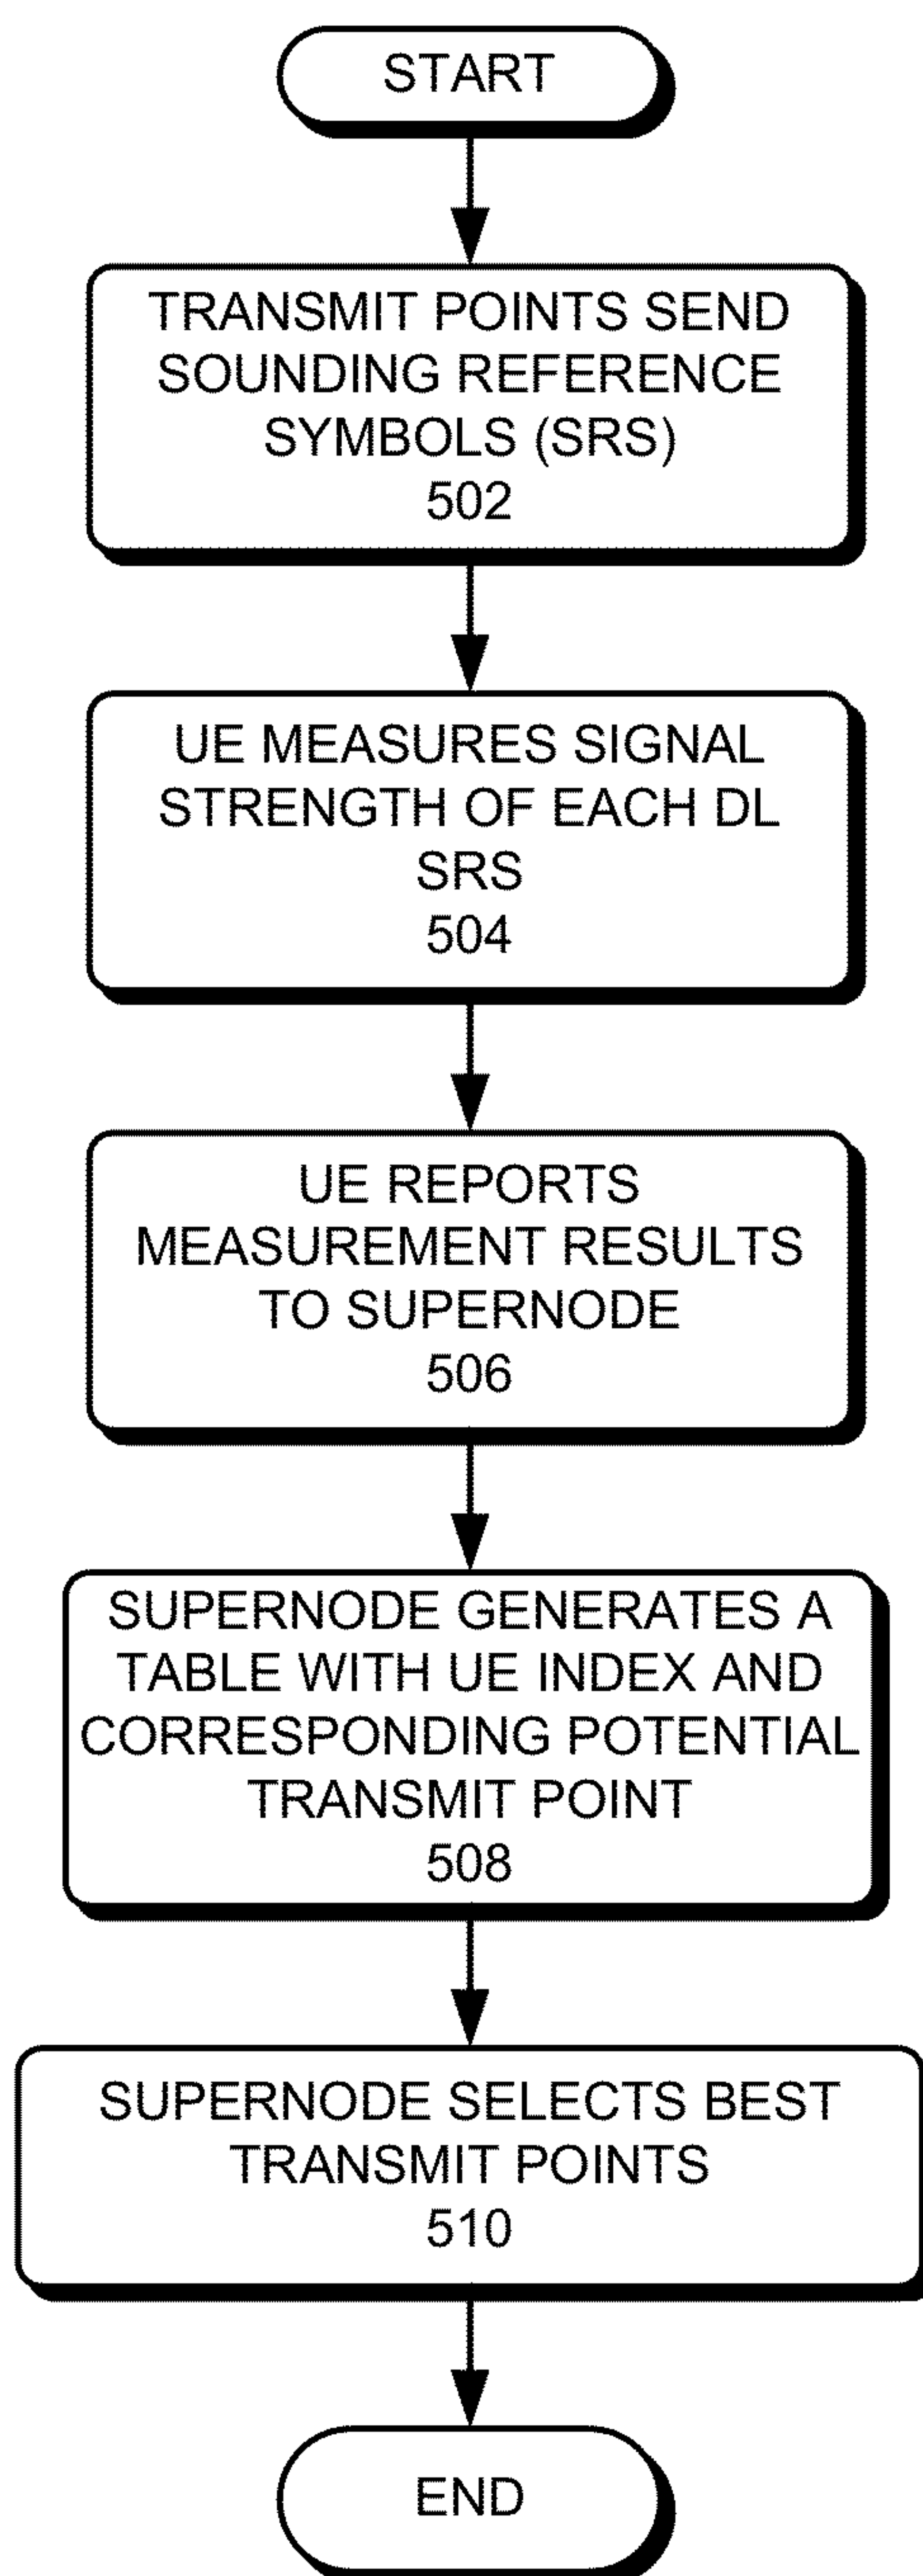 START
TRANSMIT POINTS SEND
SOUNDING REFERENCE
SYMBOLS (SRS)
502
UE MEASURES SIGNAL
STRENGTH OF EACH DL
SRS
504
UE REPORTS
MEASUREMENT RESULTS
TO SUPERNODE
506
SUPERNODE GENERATES A
TABLE WITH UE INDEX AND
CORRESPONDING POTENTIAL
TRANSMIT POINT
508
SUPERNODE SELECTS BEST
TRANSMIT POINTS
510
END